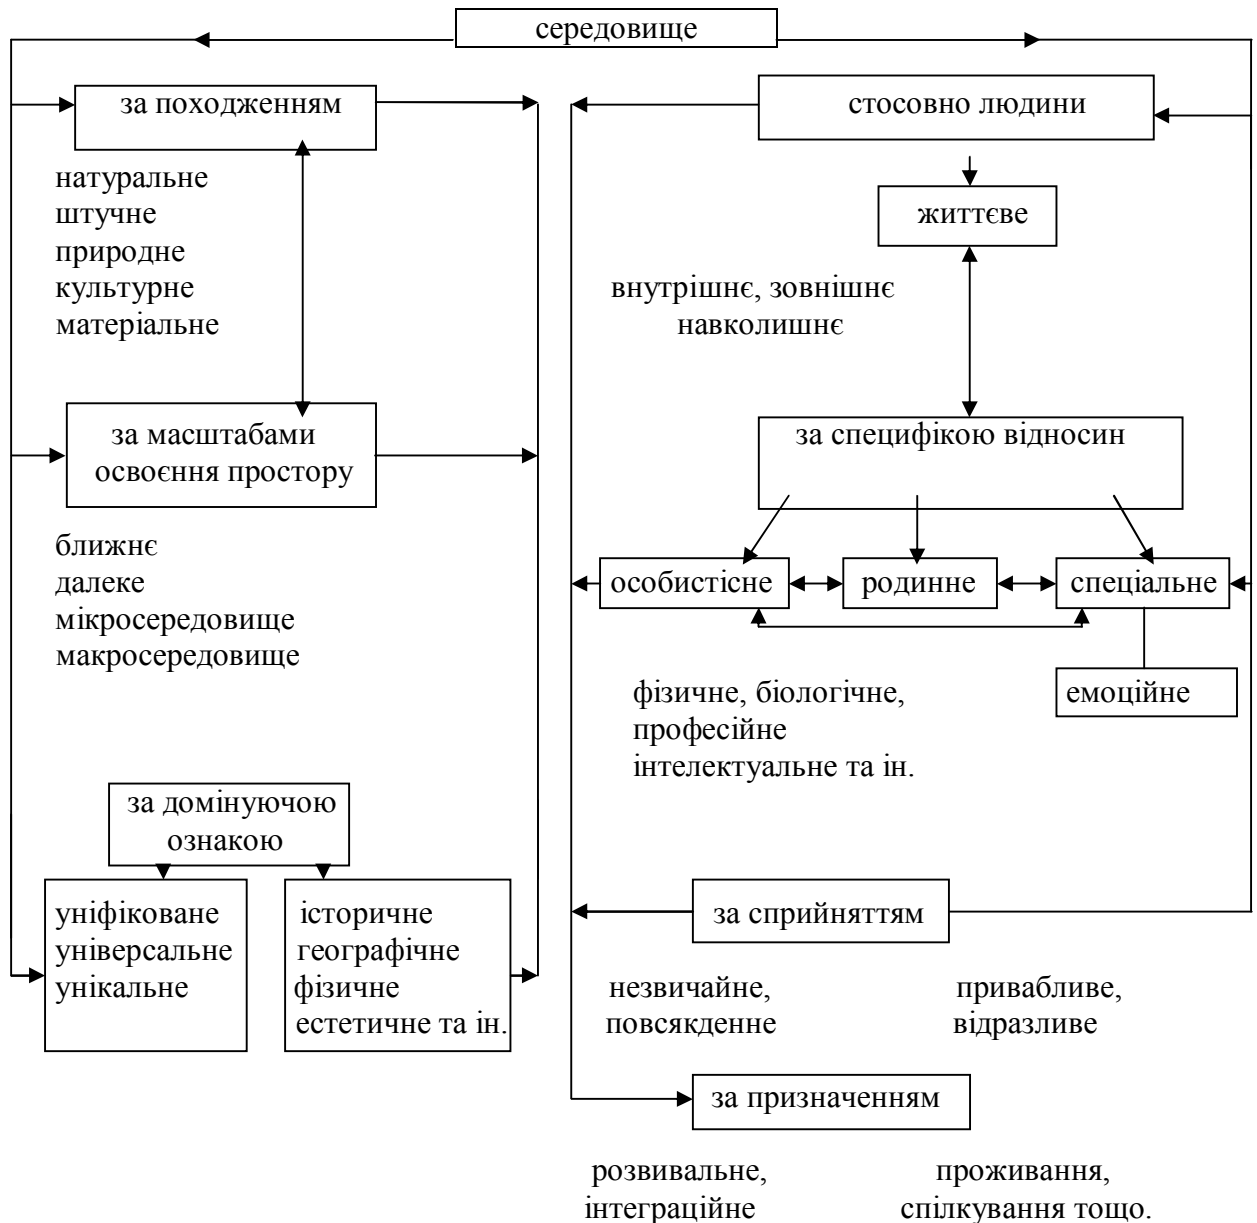 середовище
за походженням
натуральне
штучне
природне
культурне
матеріальне
за масштабами
освоєння простору
ближнє
далеке
мікросередовище
макросередовище
за домінуючою
ознакою
уніфіковане
універсальне
унікальне
історичне
географічне
фізичне
естетичне та ін.
стосовно людини
життєве
внутрішнє, зовнішнє
навколишнє
за специфікою відносин
особистісне
родинне
спеціальне
емоційне
фізичне, біологічне,
професійне
інтелектуальне та ін.
за сприйняттям
незвичайне,
повсякденне
привабливе,
відразливе
за призначенням
розвивальне,
інтеграційне
проживання,
спілкування тощо.